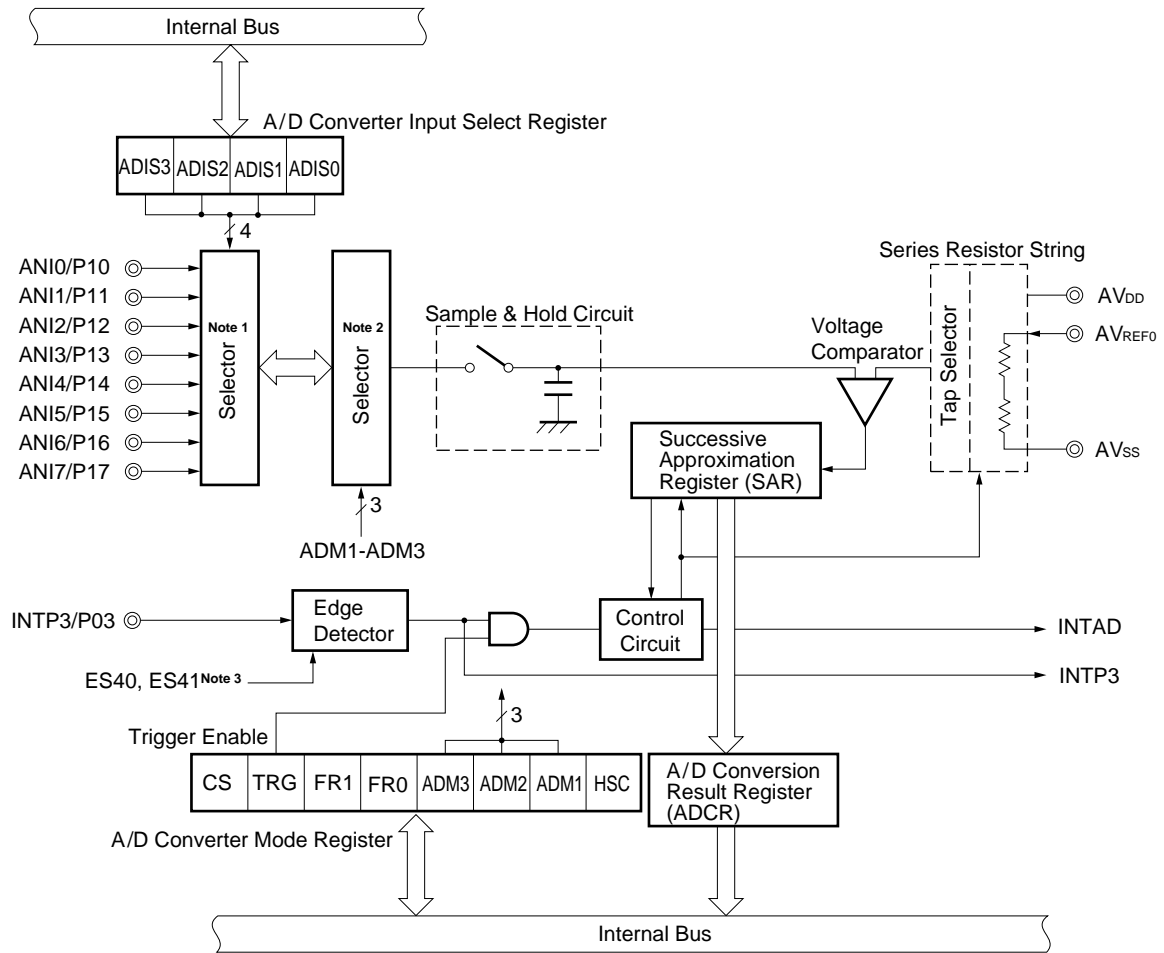 Internal Bus
A/D Converter Input Select Register
ADIS3 ADIS2 ADIS1 ADIS0
4
ANI0/P10
ANI1/P11
ANI2/P12
ANI3/P13
ANI4/P14
ANI5/P15
ANI6/P16
ANI7/P17
Note 1
Selector
Note 2
Selector
3
ADM1-ADM3
Sample & Hold Circuit
Voltage
Comparator
Series Resistor String
Tap Selector
AVDD
AVREF0
AVSS
Successive
Approximation
Register (SAR)
INTP3/P03
Edge
Detector
ES40, ES41Note 3
Control
Circuit
INTAD
INTP3
Trigger Enable
3
CS TRG FR1 FR0 ADM3 ADM2 ADM1 HSC
A/D Converter Mode Register
A/D Conversion
Result Register
(ADCR)
Internal Bus